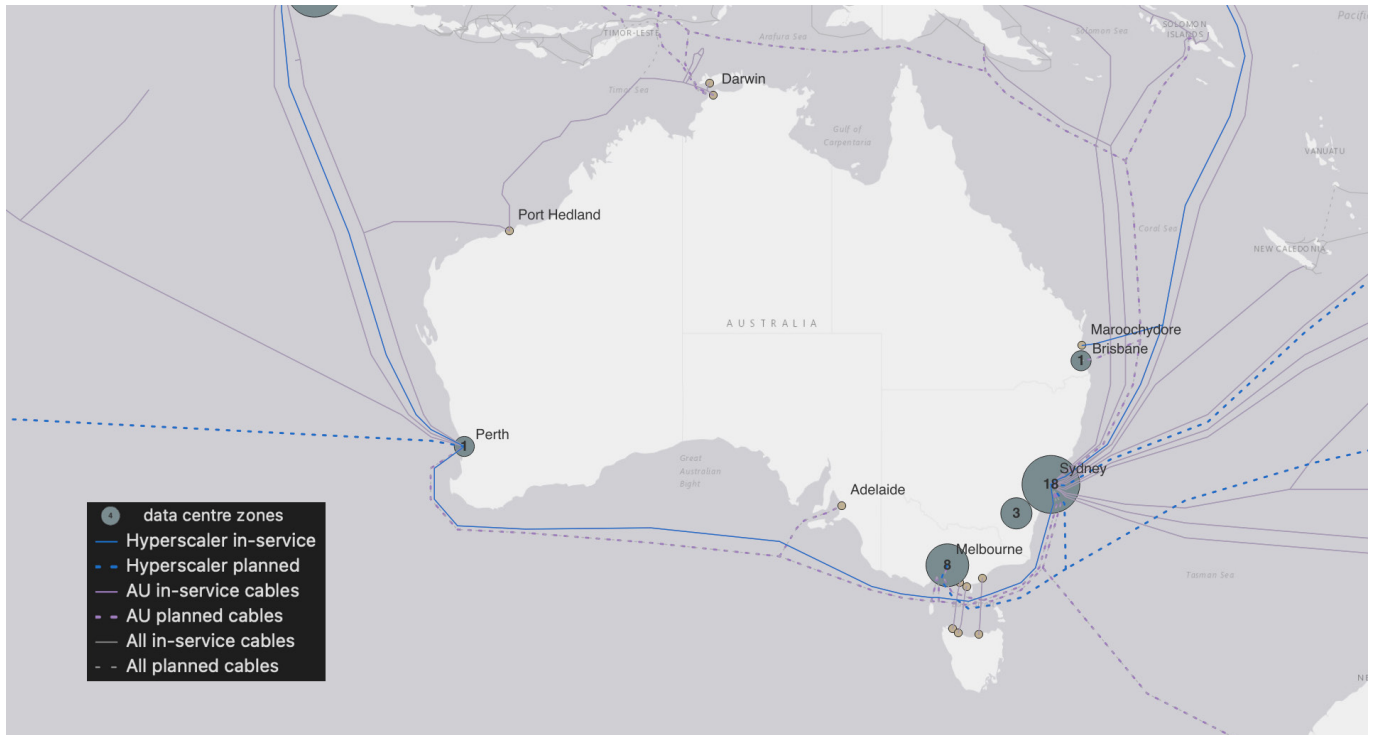 Pacific
SOLOMON
ISLANDS
TIMOR-LESTE
Arafura Sea
Solomon Sea
Darwin
Timor Sea
Gulf of
Carpentaria
VANUATU
Port Hedland
Coral Sea
NEW CALEDONIA
AUSTRALIA
Maroochydore
Brisbane
1
Perth
1
Great
Australian
Bight
Sydney
18
Adelaide
3
Melbourne
8
Tasman Sea
NE
4 data centre zones
Hyperscaler in-service
Hyperscaler planned
AU in-service cables
AU planned cables
All in-service cables
All planned cables